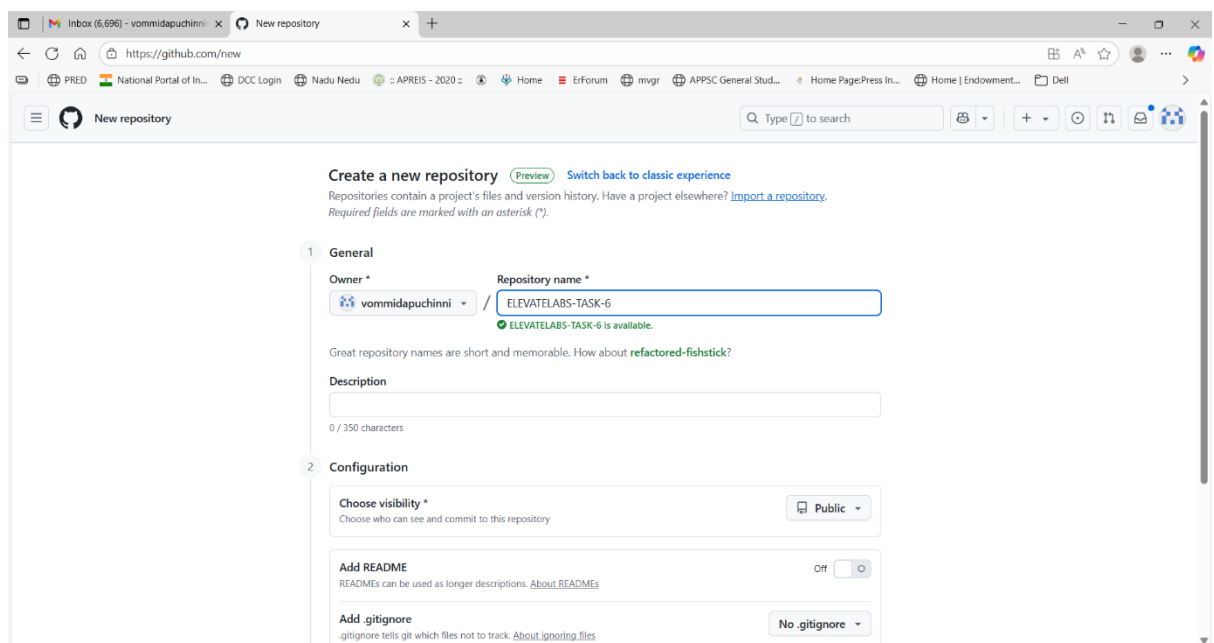 Inbox (6,696) - vommidapuchinni
New repository
https://github.com/new
PRED
National Portal of In...
DCC Login
Nadu Nedu
:: APREIS - 2020 ::
Home
ErForum
mvgr
APPSC General Stud...
Home Page:Press In...
Home | Endowment...
Dell
New repository
Type / to search
Create a new repository Preview Switch back to classic experience
Repositories contain a project's files and version history. Have a project elsewhere? Import a repository.
Required fields are marked with an asterisk (*).
1 General
Owner * Repository name *
vommidapuchinni / ELEVATELABS-TASK-6
ELEVATELABS-TASK-6 is available.
Great repository names are short and memorable. How about refactored-fishstick?
Description
0 / 350 characters
2 Configuration
Choose visibility *
Choose who can see and commit to this repository
Public
Add README
READMEs can be used as longer descriptions. About READMEs
Off
Add .gitignore
.gitignore tells git which files not to track. About ignoring files
No .gitignore